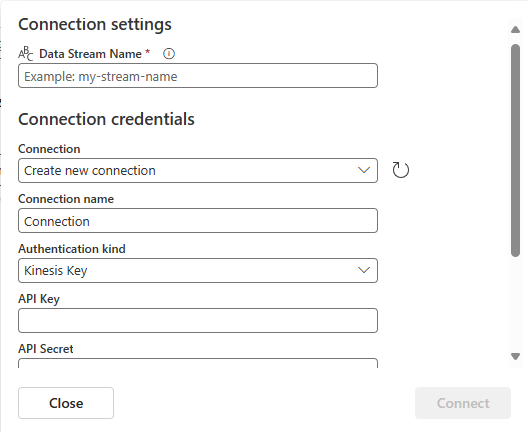 Connection settings
ABC Data Stream Name *
Example: my-stream-name
Connection credentials
Connection
Create new connection
Connection name
Connection
Authentication kind
Kinesis Key
API Key
API Secret
Close
Connect